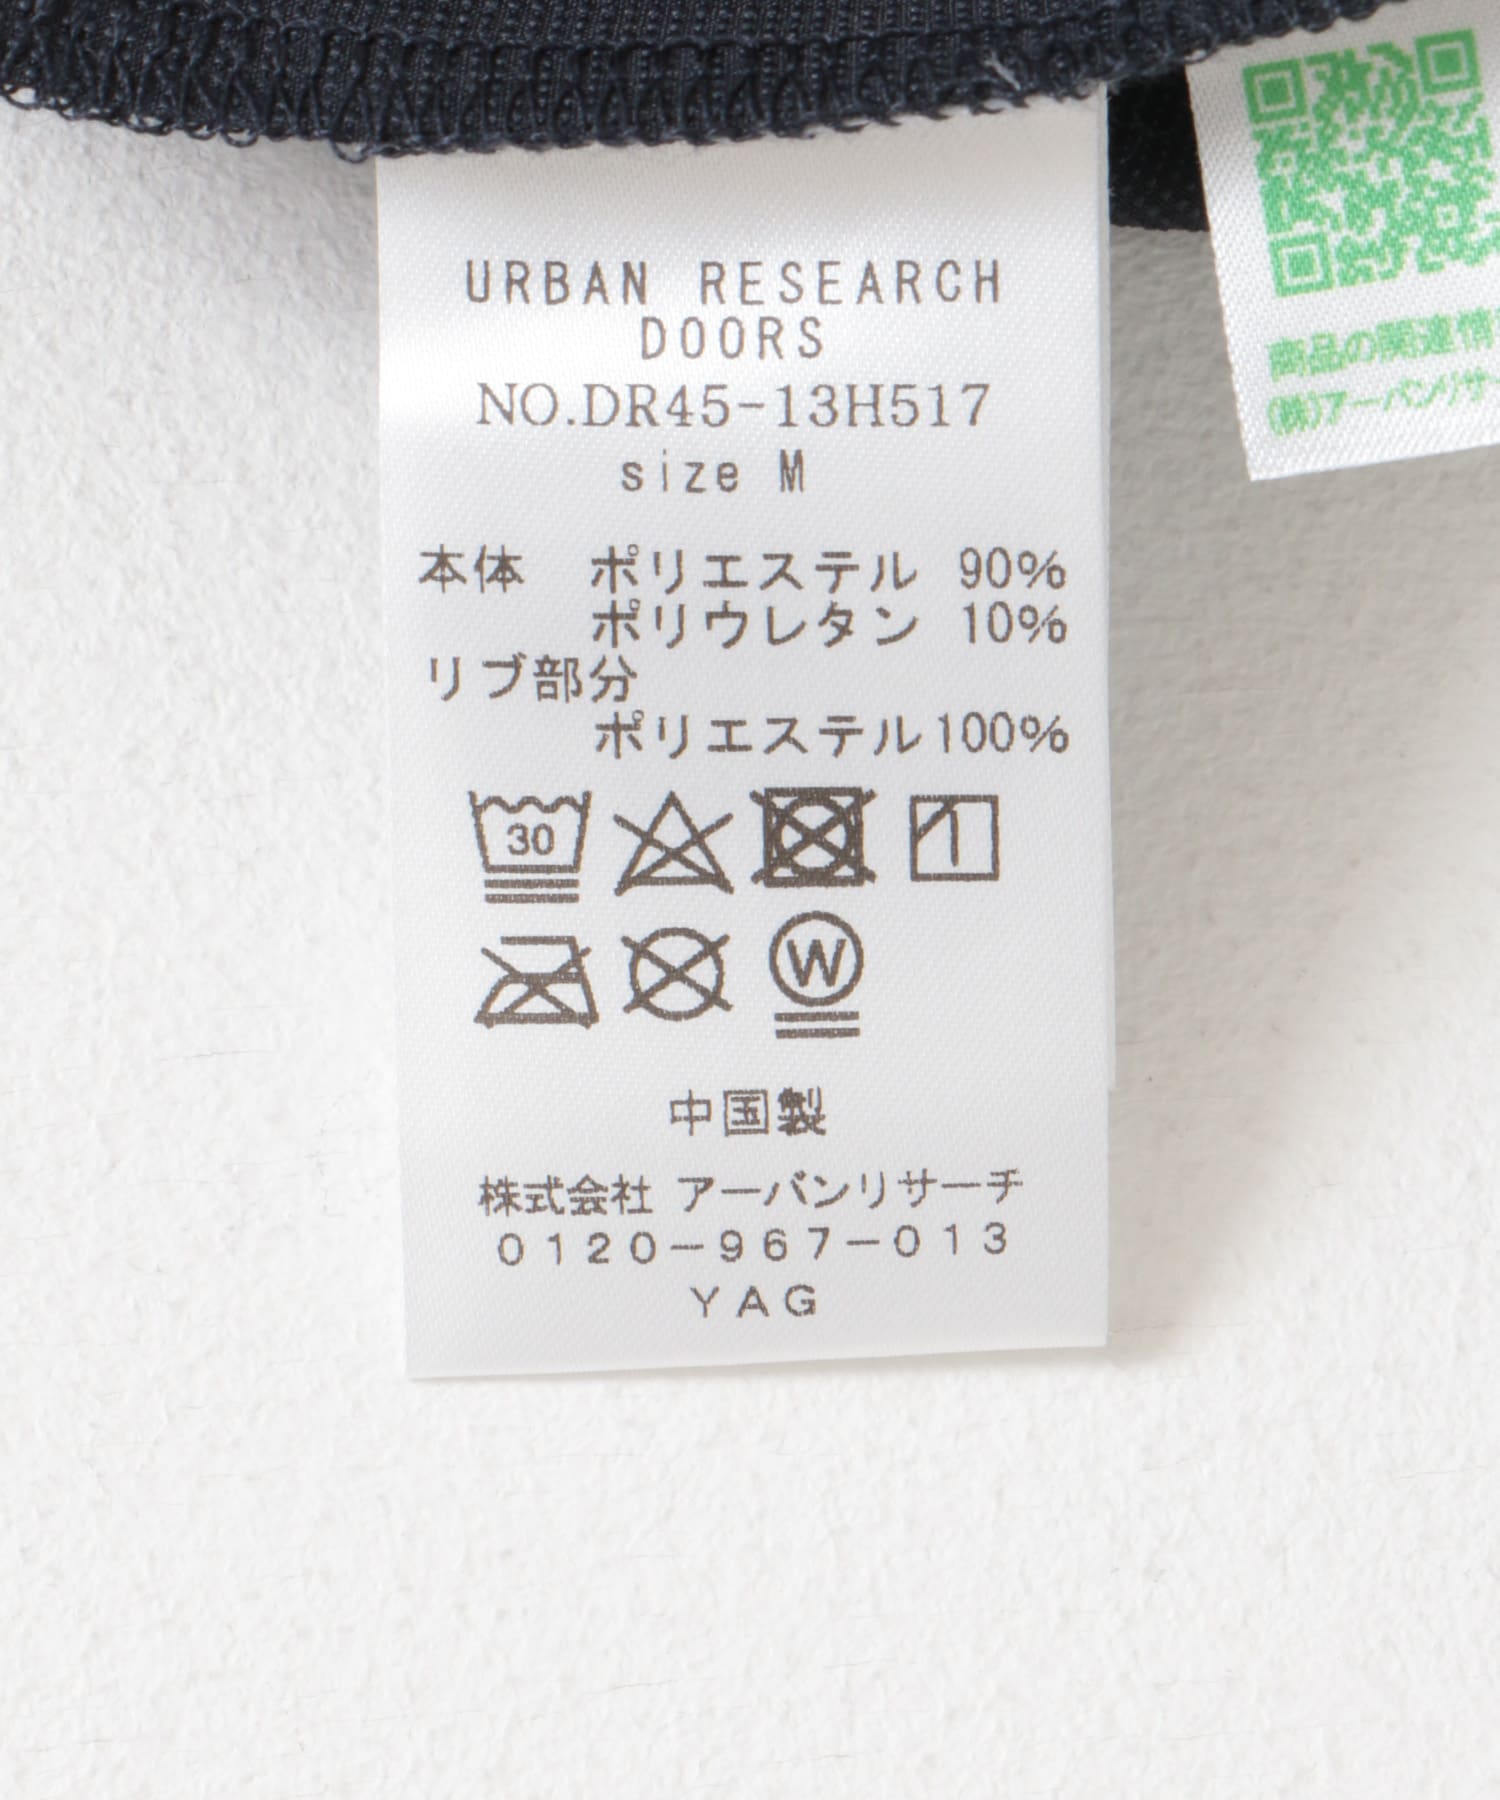 URBAN RESEARCH
DOORS
NO.DR45-13H517
size M
本体 ポリエステル 90%
ポリウレタン 10%
リブ部分
ポリエステル100%
30
W
中国製
株式会社 アーバンリサーチ
0120-967-013
YAG
商品の関連情
(株)アーバンリサー